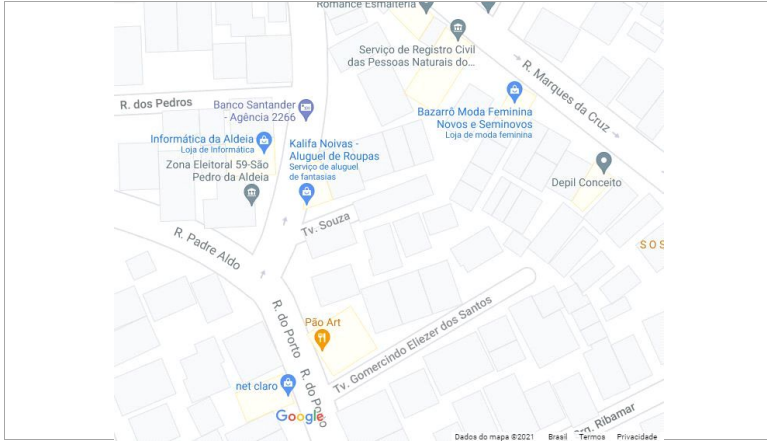 Romance Esmalteria
Serviço de Registro Civil
das Pessoas Naturais do...
R. Marques da Cruz
R. dos Pedros
Banco Santander
- Agência 2266
Bazarrô Moda Feminina
Novos e Seminovos
Loja de moda feminina
Informática da Aldeia
Loja de Informática
Kalifa Noivas -
Aluguel de Roupas
Serviço de aluguel
de fantasias
Zona Eleitoral 59-São
Pedro da Aldeia
Depil Conceito
Tv. Souza
R. Padre Aldo
SOS
R. do Porto
Pão Art
Tv. Gomercindo Eliezer dos Santos
net claro
R. do Porto
Google
Ribamar
Dados do mapa ©2021 Brasil Termos Privacidade